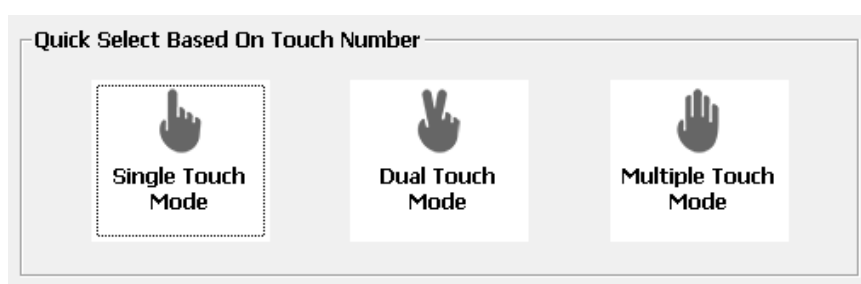 Quick Select Based On Touch Number
Single Touch
Mode
Dual Touch
Mode
Multiple Touch
Mode